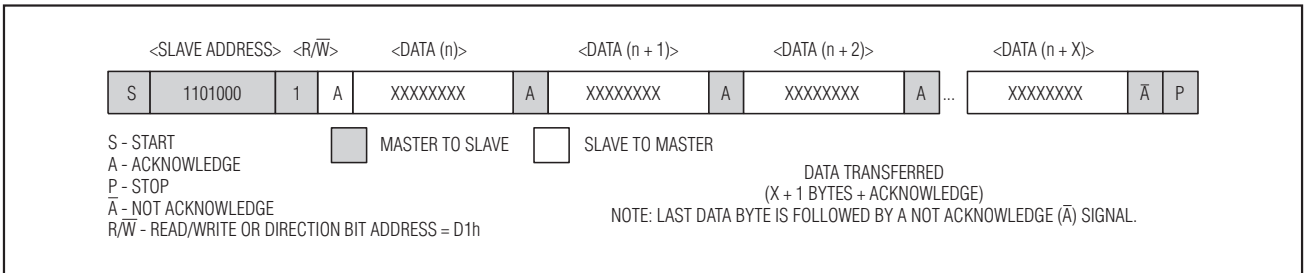 <SLAVE ADDRESS> <R/W̅> <DATA (n)> <DATA (n + 1)> <DATA (n + 2)> <DATA (n + X)>
S 1101000 1 A XXXXXXXX A XXXXXXXX A XXXXXXXX A ... XXXXXXXX A̅ P
S - START
MASTER TO SLAVE SLAVE TO MASTER
A - ACKNOWLEDGE
P - STOP
A̅ - NOT ACKNOWLEDGE
R/W̅ - READ/WRITE OR DIRECTION BIT ADDRESS = D1h
DATA TRANSFERRED
(X + 1 BYTES + ACKNOWLEDGE)
NOTE: LAST DATA BYTE IS FOLLOWED BY A NOT ACKNOWLEDGE (A̅) SIGNAL.